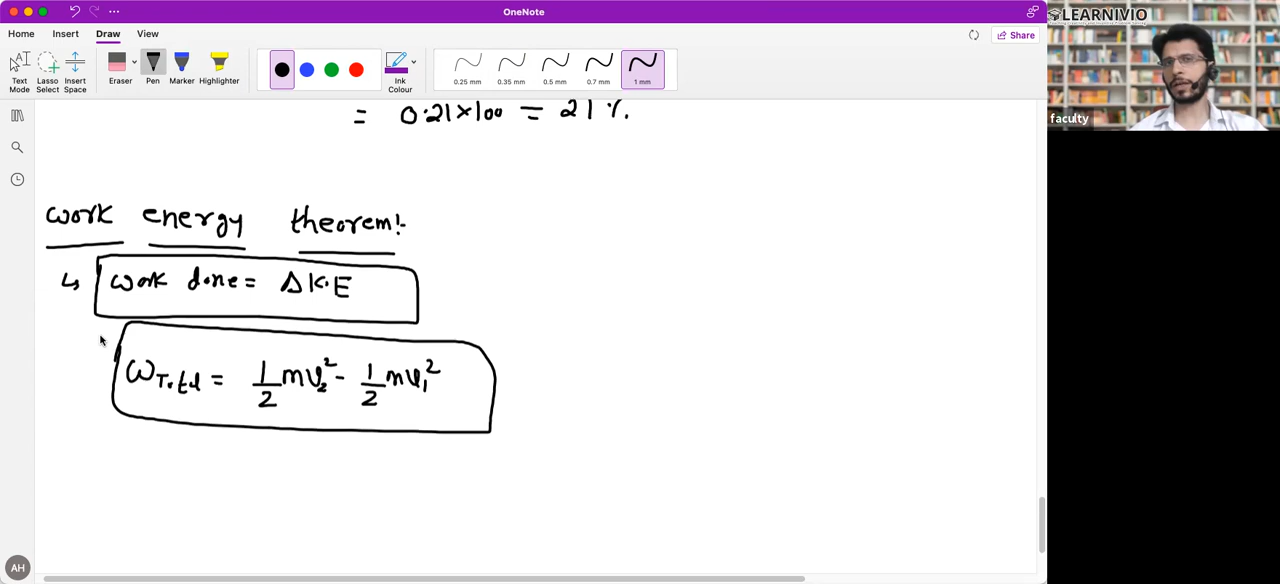 OneNote
LEARNIVIO
Home Insert Draw View
Share
Text Mode Lasso Select Insert Space Eraser Pen Marker Highlighter Ink Colour 0.25 mm 0.35 mm 0.5 mm 0.7 mm 1 mm
faculty
= 0.21×100 = 21 %.
work energy theorem:-
↳ work done = Δ K.E
W Total = 1/2 mv₂² - 1/2 mv₁²
AH